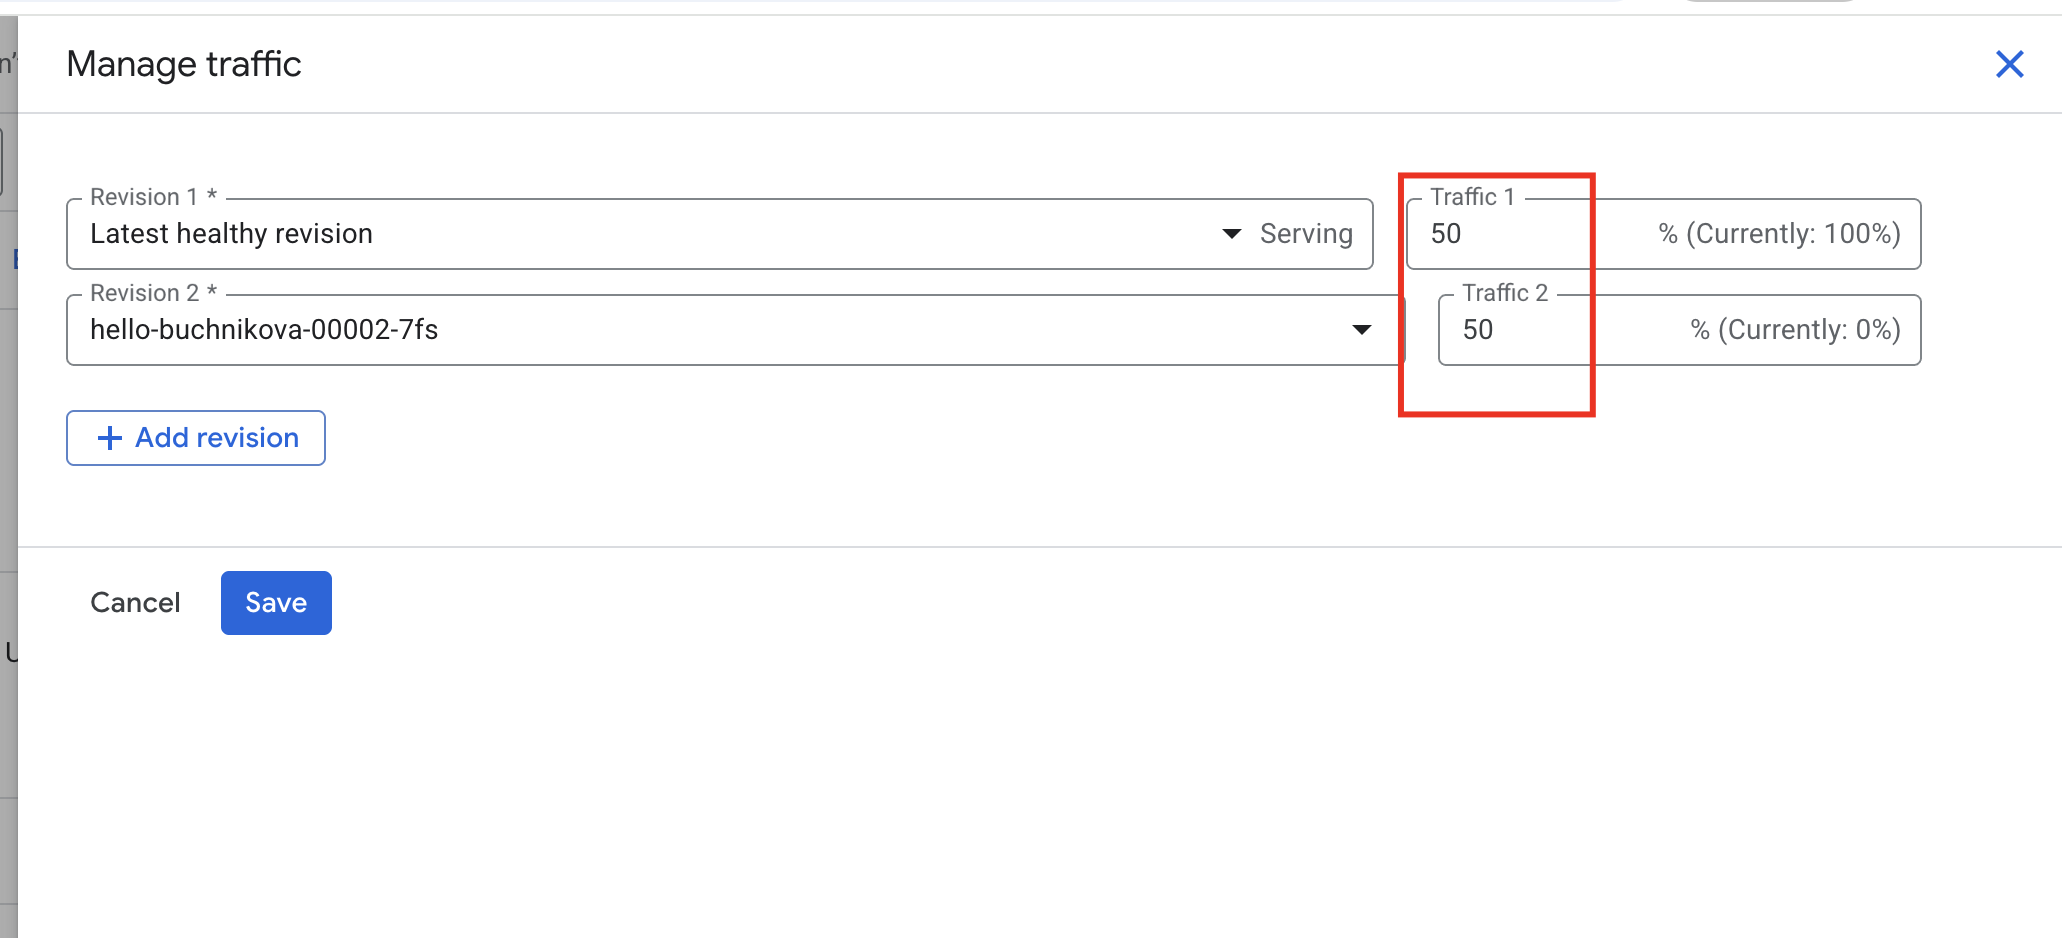 Manage traffic
Revision 1 *
Latest healthy revision
Serving
Traffic 1
50
% (Currently: 100%)
Revision 2 *
hello-buchnikova-00002-7fs
Traffic 2
50
% (Currently: 0%)
+ Add revision
Cancel
Save